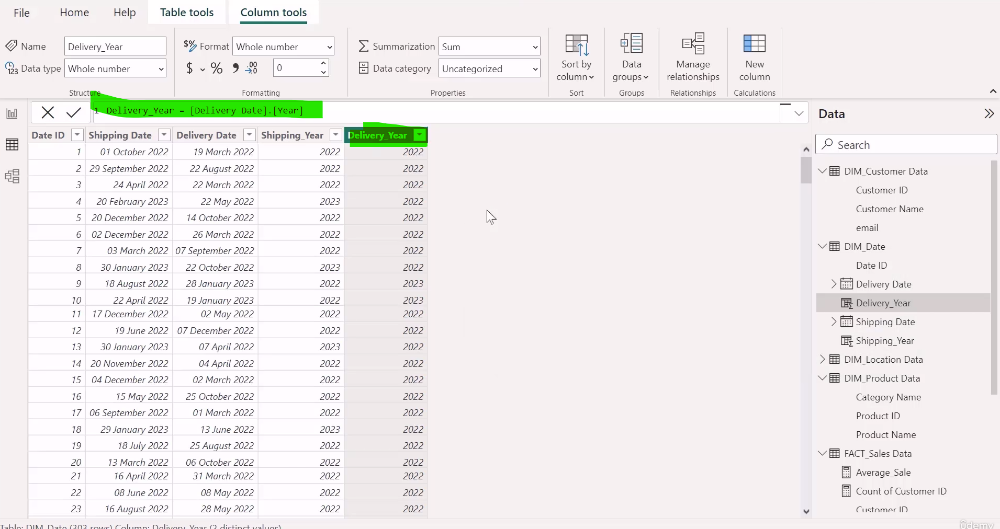 File Home Help Table tools Column tools
Name Delivery_Year
Data type Whole number
Structure
Format Whole number
$ % 0
Formatting
Summarization Sum
Data category Uncategorized
Properties
Sort by
column
Sort
Data
groups
Groups
Manage
relationships
Relationships
New
column
Calculations
1 Delivery_Year = [Delivery Date].[Year]
Date ID Shipping Date Delivery Date Shipping_Year Delivery_Year
1 01 October 2022 19 March 2022 2022 2022
2 29 September 2022 22 August 2022 2022 2022
3 24 April 2022 22 March 2022 2022 2022
4 20 February 2023 22 May 2022 2023 2022
5 20 December 2022 14 October 2022 2022 2022
6 02 December 2022 26 March 2022 2022 2022
7 03 March 2022 07 September 2022 2022 2022
8 30 January 2023 22 October 2022 2023 2022
9 18 August 2022 28 January 2023 2022 2023
10 22 April 2022 19 January 2023 2022 2023
11 17 December 2022 02 May 2022 2022 2022
12 19 June 2022 07 December 2022 2022 2022
13 30 January 2023 07 April 2022 2023 2022
14 20 November 2022 04 April 2022 2022 2022
15 04 December 2022 02 March 2022 2022 2022
16 15 May 2022 25 October 2022 2022 2022
17 06 September 2022 01 March 2022 2022 2022
18 29 January 2023 13 June 2022 2023 2022
19 18 July 2022 25 August 2022 2022 2022
20 13 March 2022 06 October 2022 2022 2022
21 16 April 2022 31 March 2022 2022 2022
22 08 June 2022 08 May 2022 2022 2022
23 16 August 2022 28 May 2022 2022 2022
Table: DIM_Date (303 rows) Column: Delivery_Year (2 distinct values)
Data
Search
DIM_Customer Data
Customer ID
Customer Name
email
DIM_Date
Date ID
Delivery Date
Delivery_Year
Shipping Date
Shipping_Year
DIM_Location Data
DIM_Product Data
Category Name
Product ID
Product Name
FACT_Sales Data
Average_Sale
Count of Customer ID
Customer ID
ûdemy